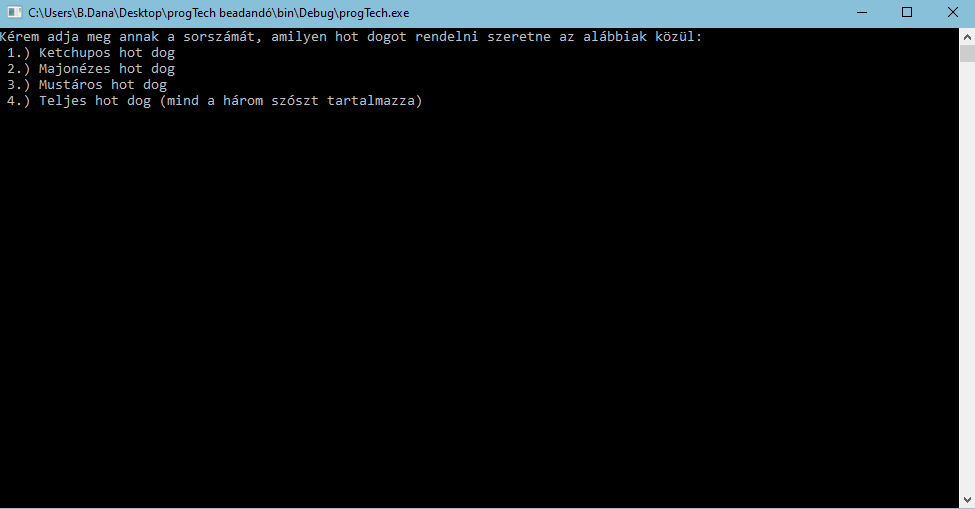 C:\Users\B.Dana\Desktop\progTech beadandó\bin\Debug\progTech.exe
Kérem adja meg annak a sorszámát, amilyen hot dogot rendelni szeretne az alábbiak közül:
1.) Ketchupos hot dog
2.) Majonézes hot dog
3.) Mustáros hot dog
4.) Teljes hot dog (mind a három szószt tartalmazza)